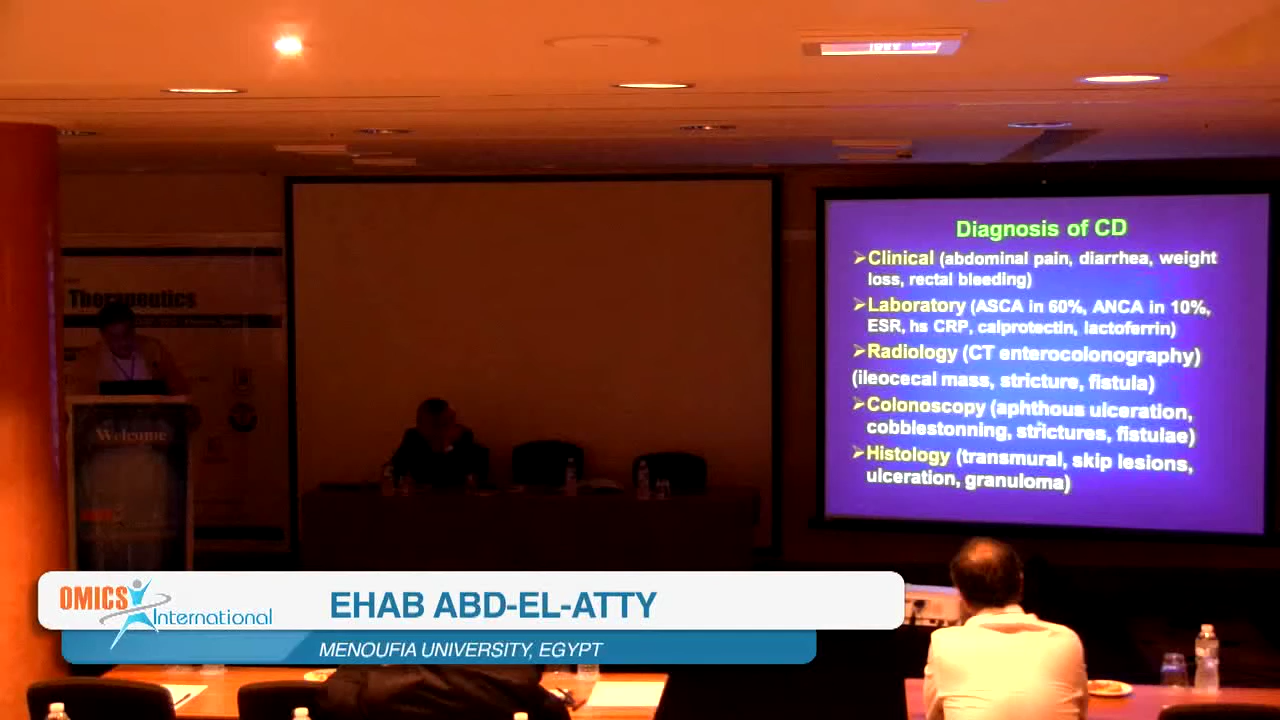 Therapeutics
Welcome
Diagnosis of CD
➢Clinical (abdominal pain, diarrhea, weight
loss, rectal bleeding)
➢Laboratory (ASCA in 60%, ANCA in 10%,
ESR, hs CRP, calprotectin, lactoferrin)
➢Radiology (CT enterocolonography)
(ileocecal mass, stricture, fistula)
➢Colonoscopy (aphthous ulceration,
cobblestonning, strictures, fistulae)
➢Histology (transmural, skip lesions,
ulceration, granuloma)
OMICS
International
EHAB ABD-EL-ATTY
MENOUFIA UNIVERSITY, EGYPT